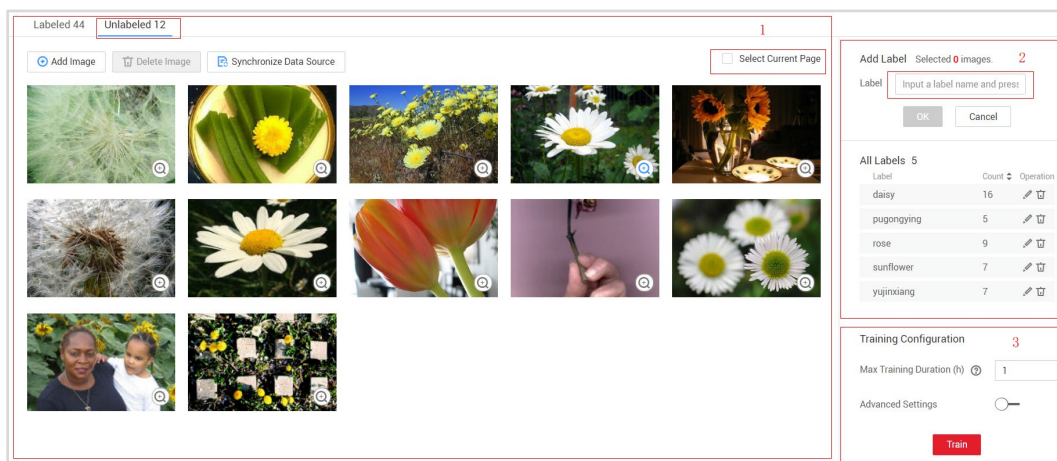 Labeled 44 Unlabeled 12
1
Add Image Delete Image Synchronize Data Source Select Current Page
Add Label Selected 0 images. 2
Label Input a label name and press
OK Cancel
All Labels 5
Label Count Operation
daisy 16
pugongying 5
rose 9
sunflower 7
yujinxiang 7
Training Configuration 3
Max Training Duration (h) ? 1
Advanced Settings
Train